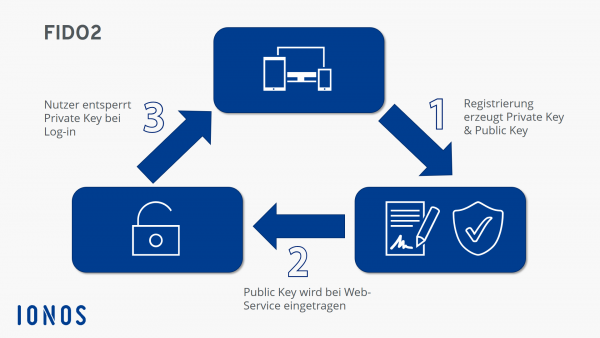 FIDO2
1
Registrierung
erzeugt Private Key
& Public Key
2
Public Key wird bei Web-
Service eingetragen
3
Nutzer entsperrt
Private Key bei
Log-in
IONOS